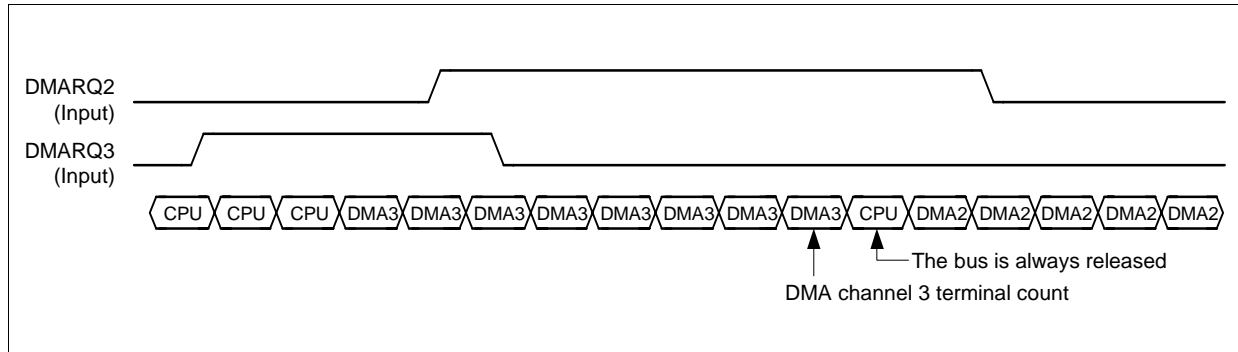 DMARQ2
(Input)
DMARQ3
(Input)
CPU CPU CPU DMA3 DMA3 DMA3 DMA3 DMA3 DMA3 DMA3 DMA3 CPU DMA2 DMA2 DMA2 DMA2 DMA2
The bus is always released
DMA channel 3 terminal count